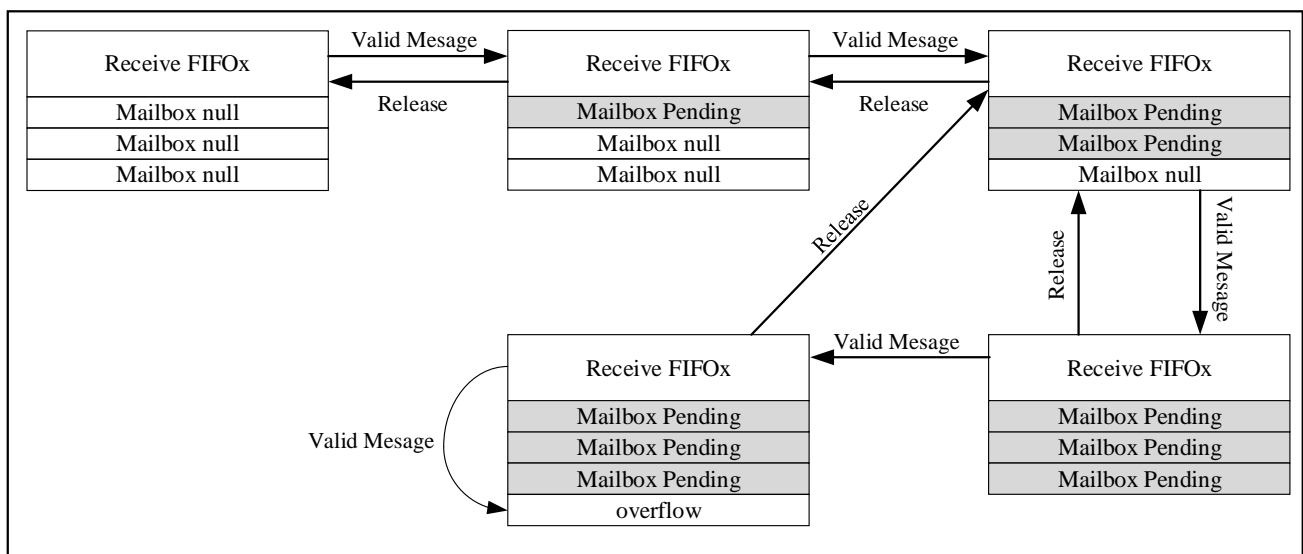 Receive FIFOx
Mailbox null
Mailbox null
Mailbox null
Valid Mesage
Release
Receive FIFOx
Mailbox Pending
Mailbox null
Mailbox null
Valid Mesage
Release
Receive FIFOx
Mailbox Pending
Mailbox Pending
Mailbox null
Release
Release
Valid Mesage
Receive FIFOx
Mailbox Pending
Mailbox Pending
Mailbox Pending
overflow
Valid Mesage
Valid Mesage
Receive FIFOx
Mailbox Pending
Mailbox Pending
Mailbox Pending